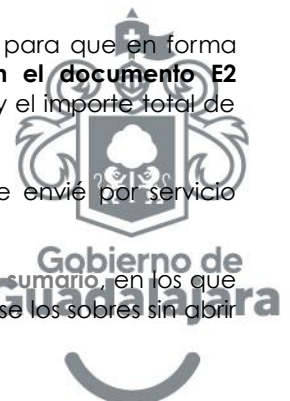 para que en forma
n el documento E2
y el importe total de
e envié por servicio
Gobierno de
sumario, en los que
Guadalajara
se los sobres sin abrir